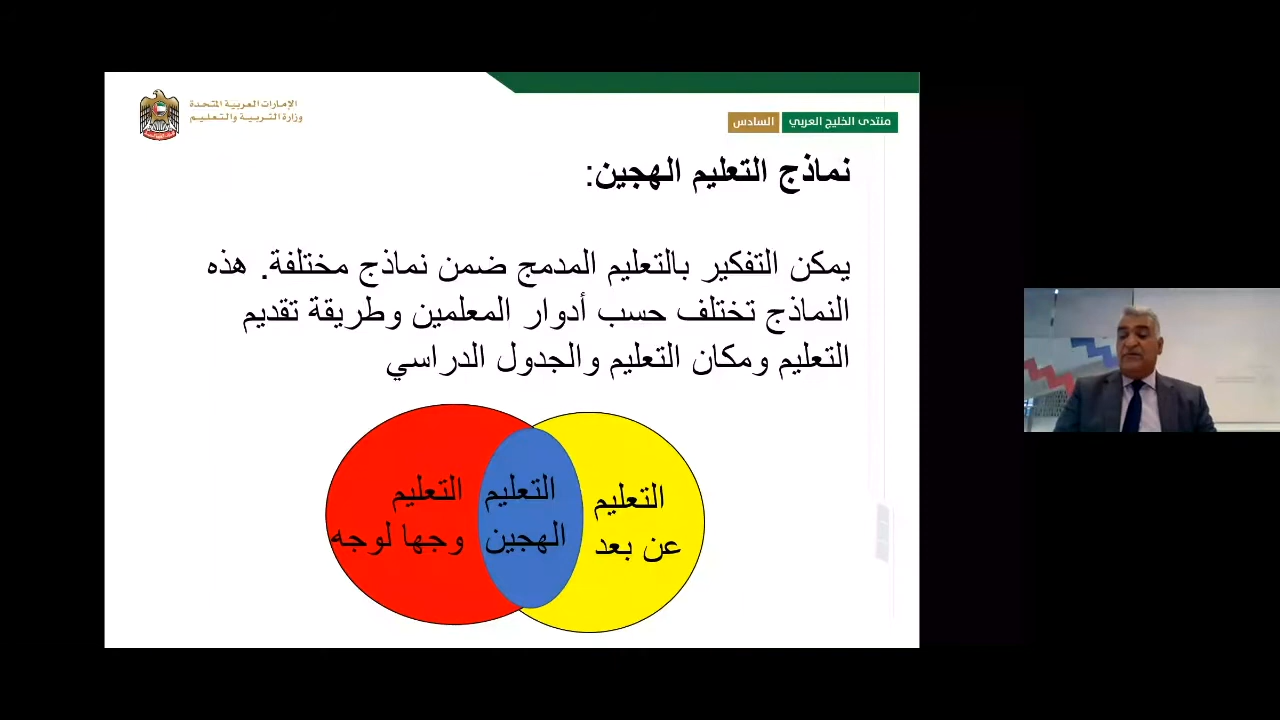 الإمارات العربية المتحدة
وزارة التربية والتعليم
منتدى الخليج العربي السادس
نماذج التعليم الهجين:
يمكن التفكير بالتعليم المدمج ضمن نماذج مختلفة. هذه
النماذج تختلف حسب أدوار المعلمين وطريقة تقديم
التعليم ومكان التعليم والجدول الدراسي
التعليم
عن بعد
التعليم
الهجين
التعليم
وجها لوجه